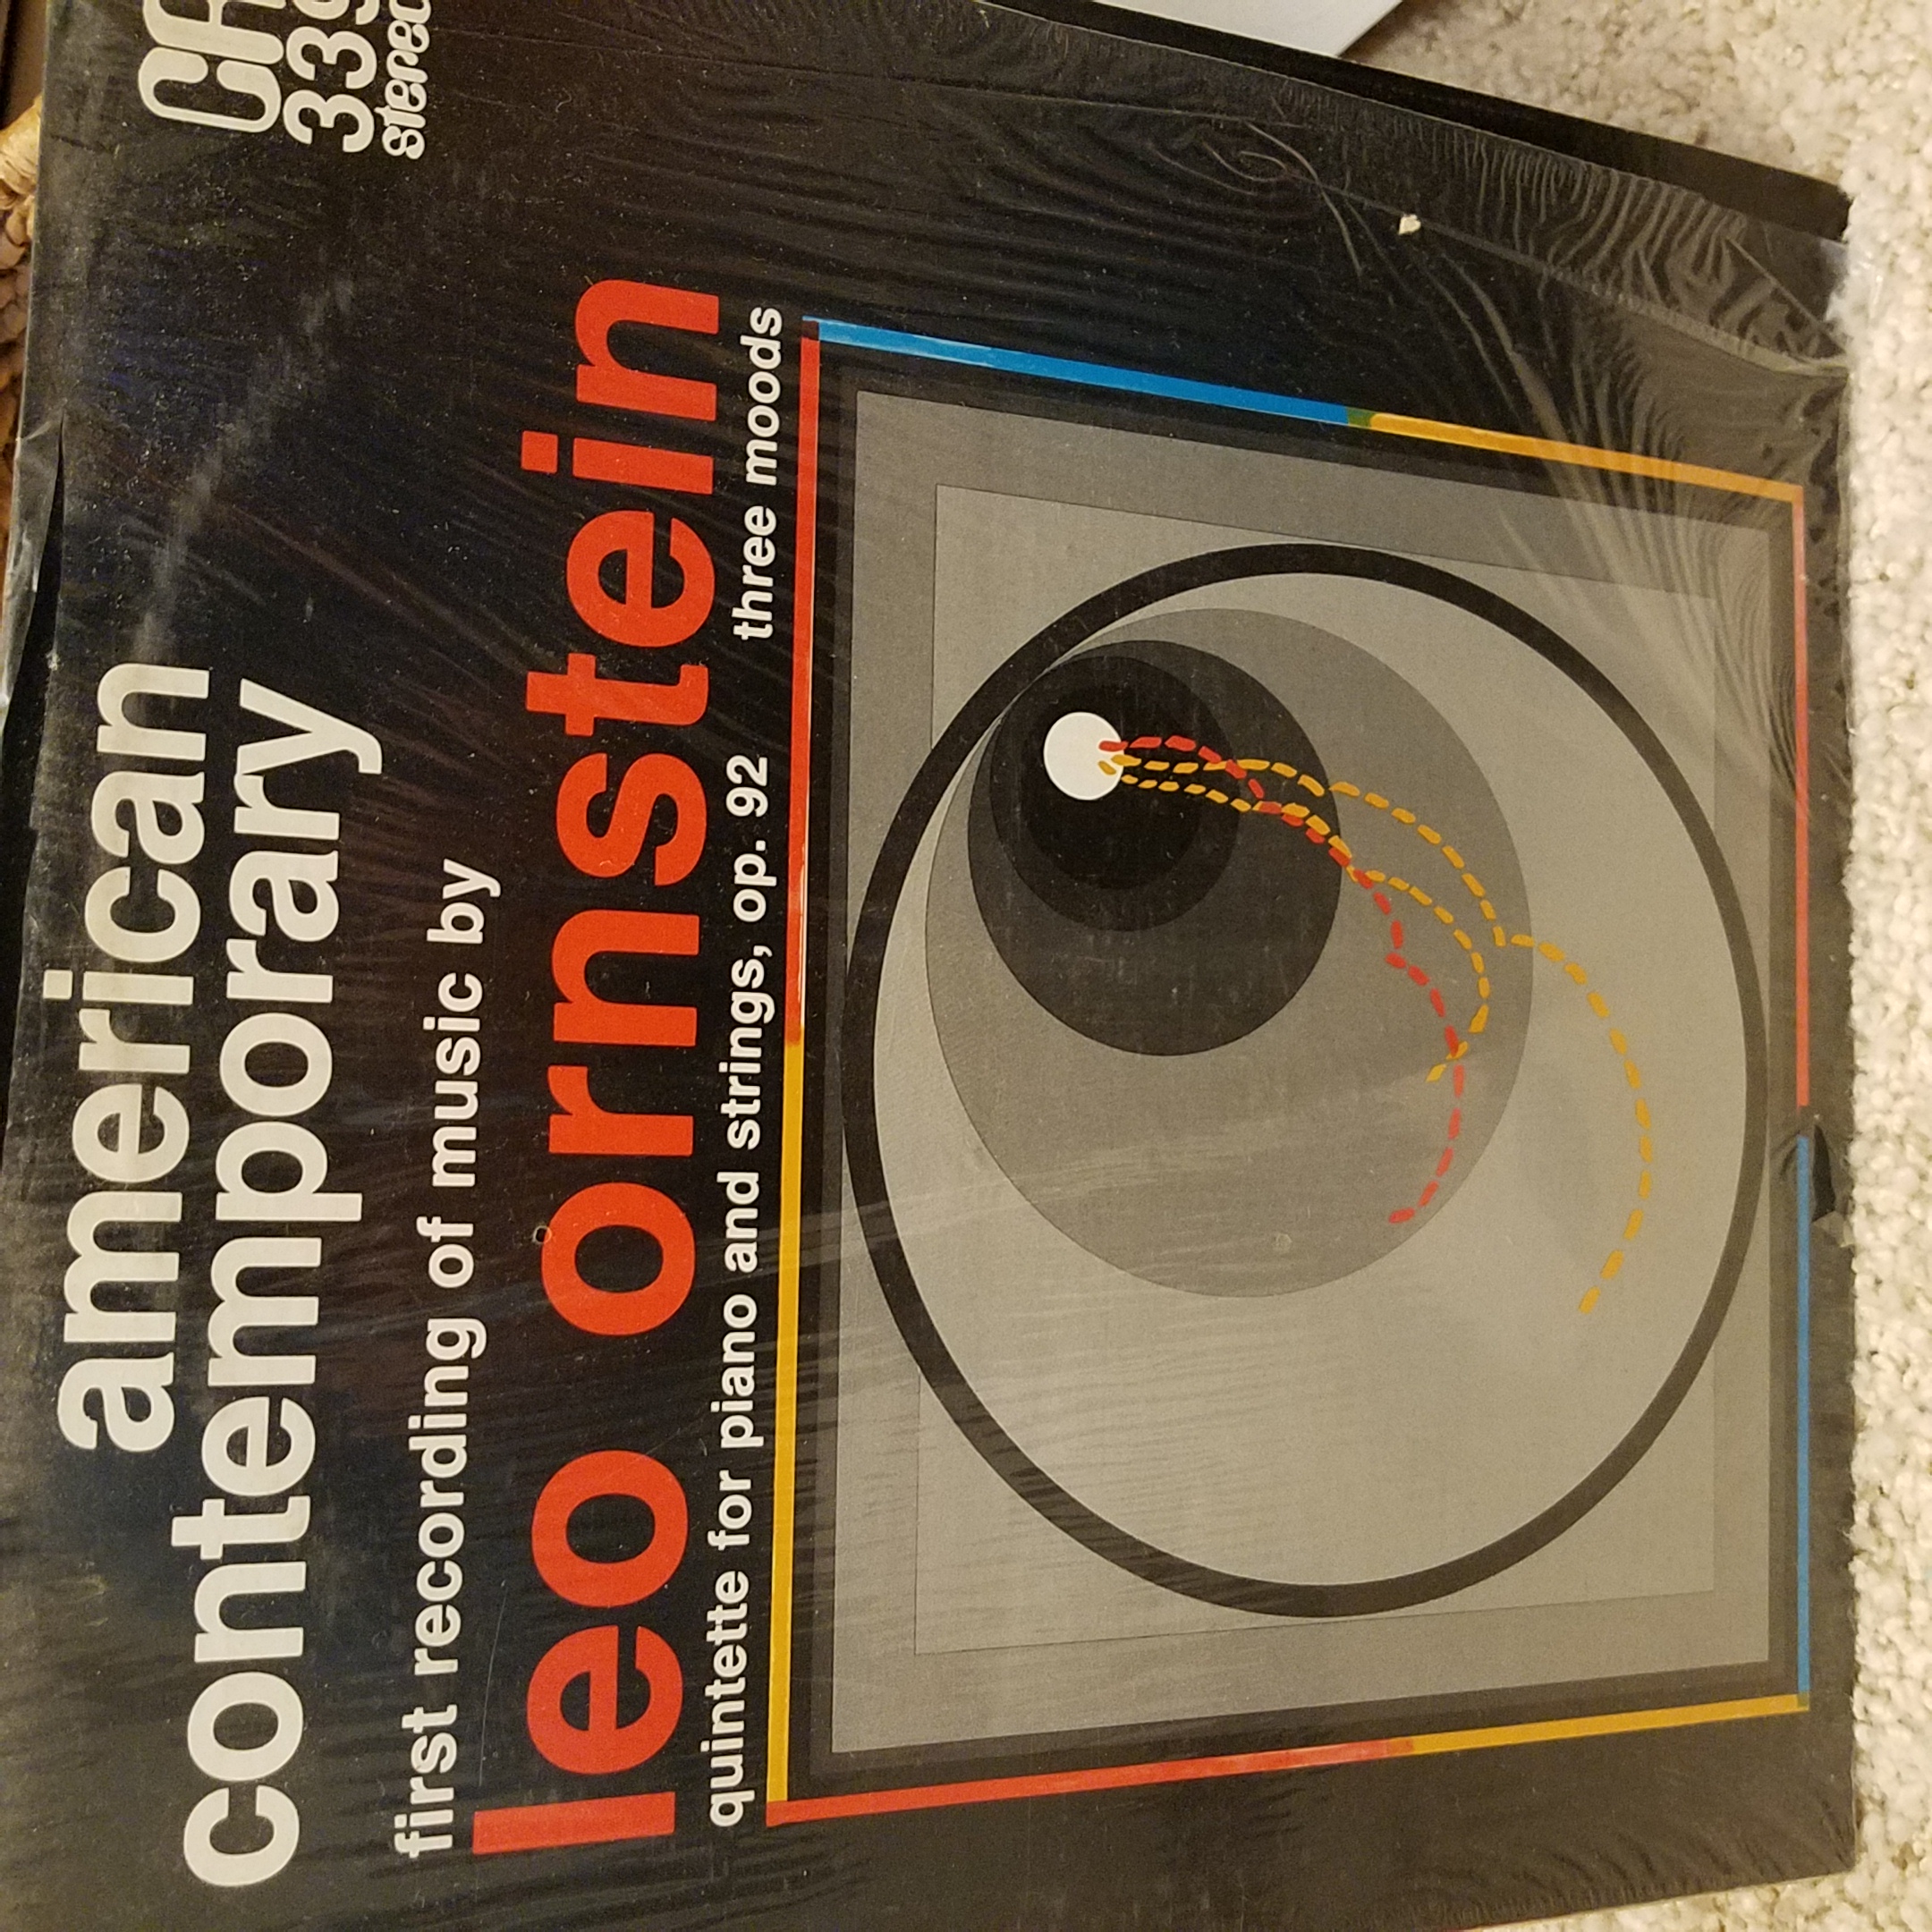 american
contemporary
339
stereo
first recording of music by
leo ornstein
quintette for piano and strings, op. 92 three moods